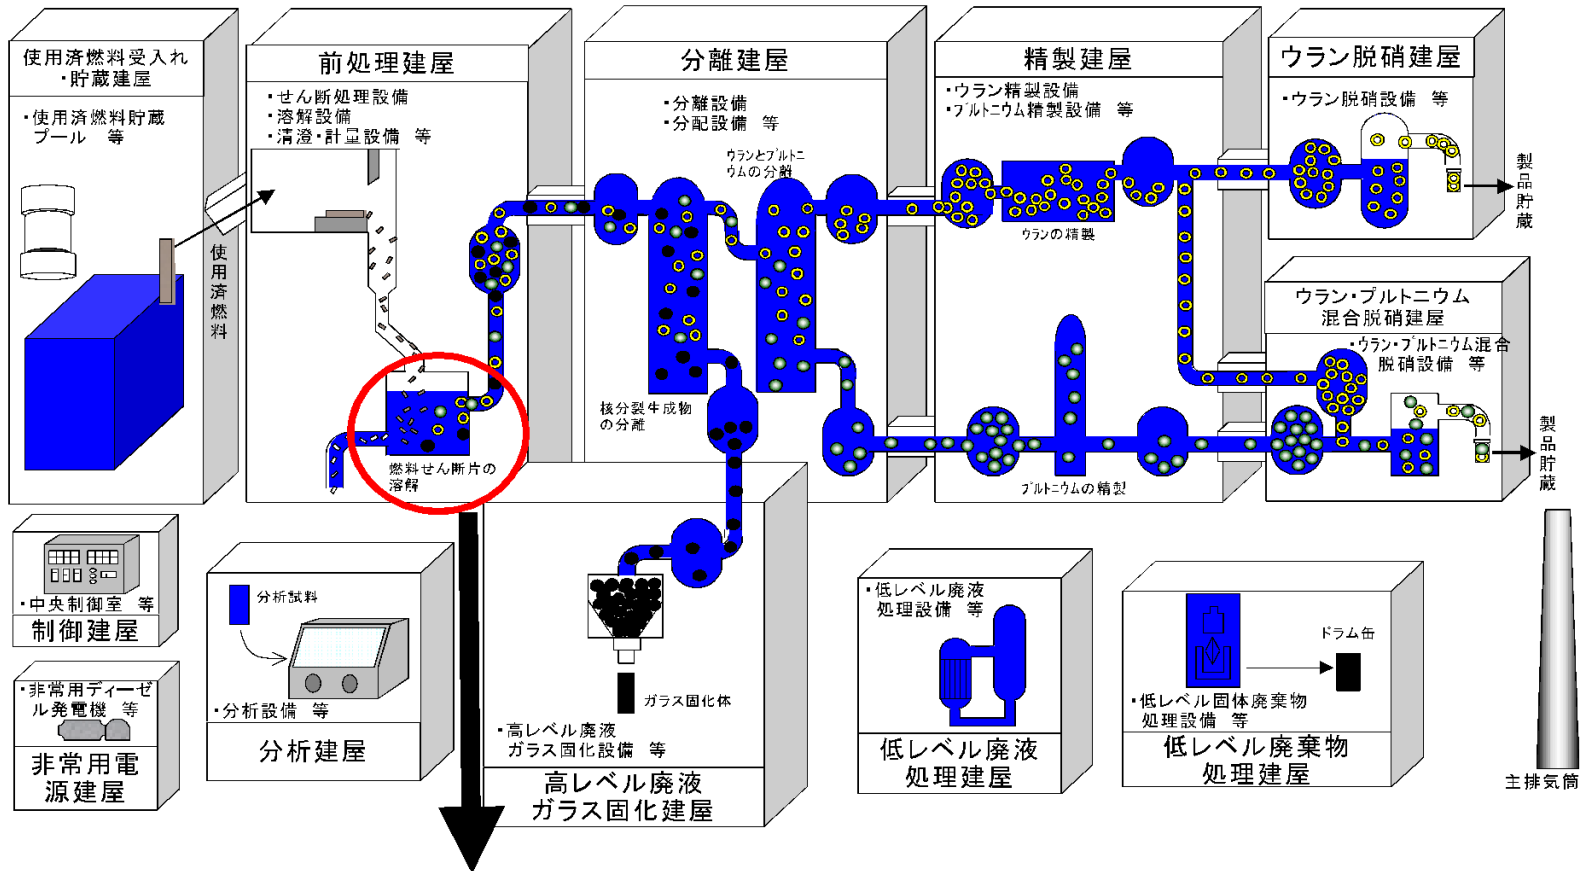 使用済燃料受入れ
・貯蔵建屋
・使用済燃料貯蔵
プール 等
使用済燃料
前処理建屋
・せん断処理設備
・溶解設備
・清澄・計量設備 等
燃料せん断片の
溶解
分離建屋
・分離設備
・分配設備 等
ウランとプルトニ
ウムの分離
核分裂生成物
の分離
精製建屋
・ウラン精製設備
・プルトニウム精製設備 等
ウランの精製
プルトニウムの精製
ウラン脱硝建屋
・ウラン脱硝設備 等
製品貯蔵
ウラン・プルトニウム
混合脱硝建屋
・ウラン・プルトニウム混合
脱硝設備 等
製品貯蔵
・中央制御室 等
制御建屋
・非常用ディーゼ
ル発電機 等
非常用電
源建屋
分析試料
・分析設備 等
分析建屋
ガラス固化体
・高レベル廃液
ガラス固化設備 等
高レベル廃液
ガラス固化建屋
・低レベル廃液
処理設備 等
低レベル廃液
処理建屋
ドラム缶
・低レベル固体廃棄物
処理設備 等
低レベル廃棄物
処理建屋
主排気筒